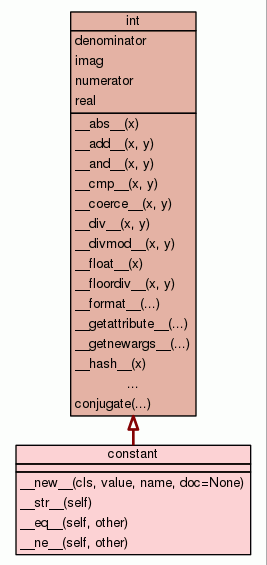 int
denominator
imag
numerator
real
__abs__(x)
__add__(x, y)
__and__(x, y)
__cmp__(x, y)
__coerce__(x, y)
__div__(x, y)
__divmod__(x, y)
__float__(x)
__floordiv__(x, y)
__format__(...)
__getattribute__(...)
__getnewargs__(...)
__hash__(x)
...
conjugate(...)
constant
__new__(cls, value, name, doc=None)
__str__(self)
__eq__(self, other)
__ne__(self, other)